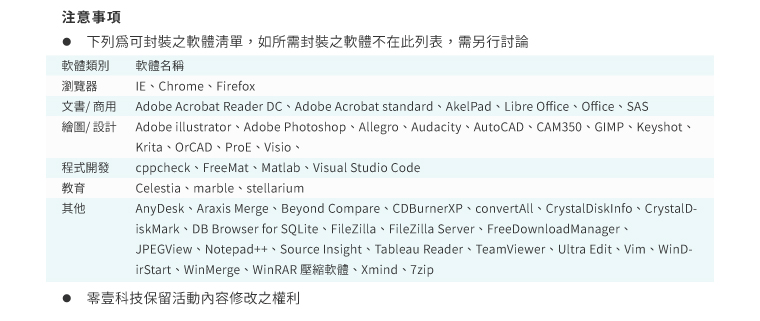 注意事項
● 下列為可封裝之軟體清單，如所需封裝之軟體不在此列表，需另行討論
軟體類別 軟體名稱
瀏覽器 IE、Chrome、Firefox
文書/ 商用 Adobe Acrobat Reader DC、Adobe Acrobat standard、AkelPad、Libre Office、Office、SAS
繪圖/ 設計 Adobe illustrator、Adobe Photoshop、Allegro、Audacity、AutoCAD、CAM350、GIMP、Keyshot、
Krita、OrCAD、ProE、Visio、
程式開發 cppcheck、FreeMat、Matlab、Visual Studio Code
教育 Celestia、marble、stellarium
其他 AnyDesk、Araxis Merge、Beyond Compare、CDBurnerXP、convertAll、CrystalDiskInfo、CrystalD-
iskMark、DB Browser for SQLite、FileZilla、FileZilla Server、FreeDownloadManager、
JPEGView、Notepad++、Source Insight、Tableau Reader、TeamViewer、Ultra Edit、Vim、WinD-
irStart、WinMerge、WinRAR 壓縮軟體、Xmind、7zip
● 零壹科技保留活動內容修改之權利